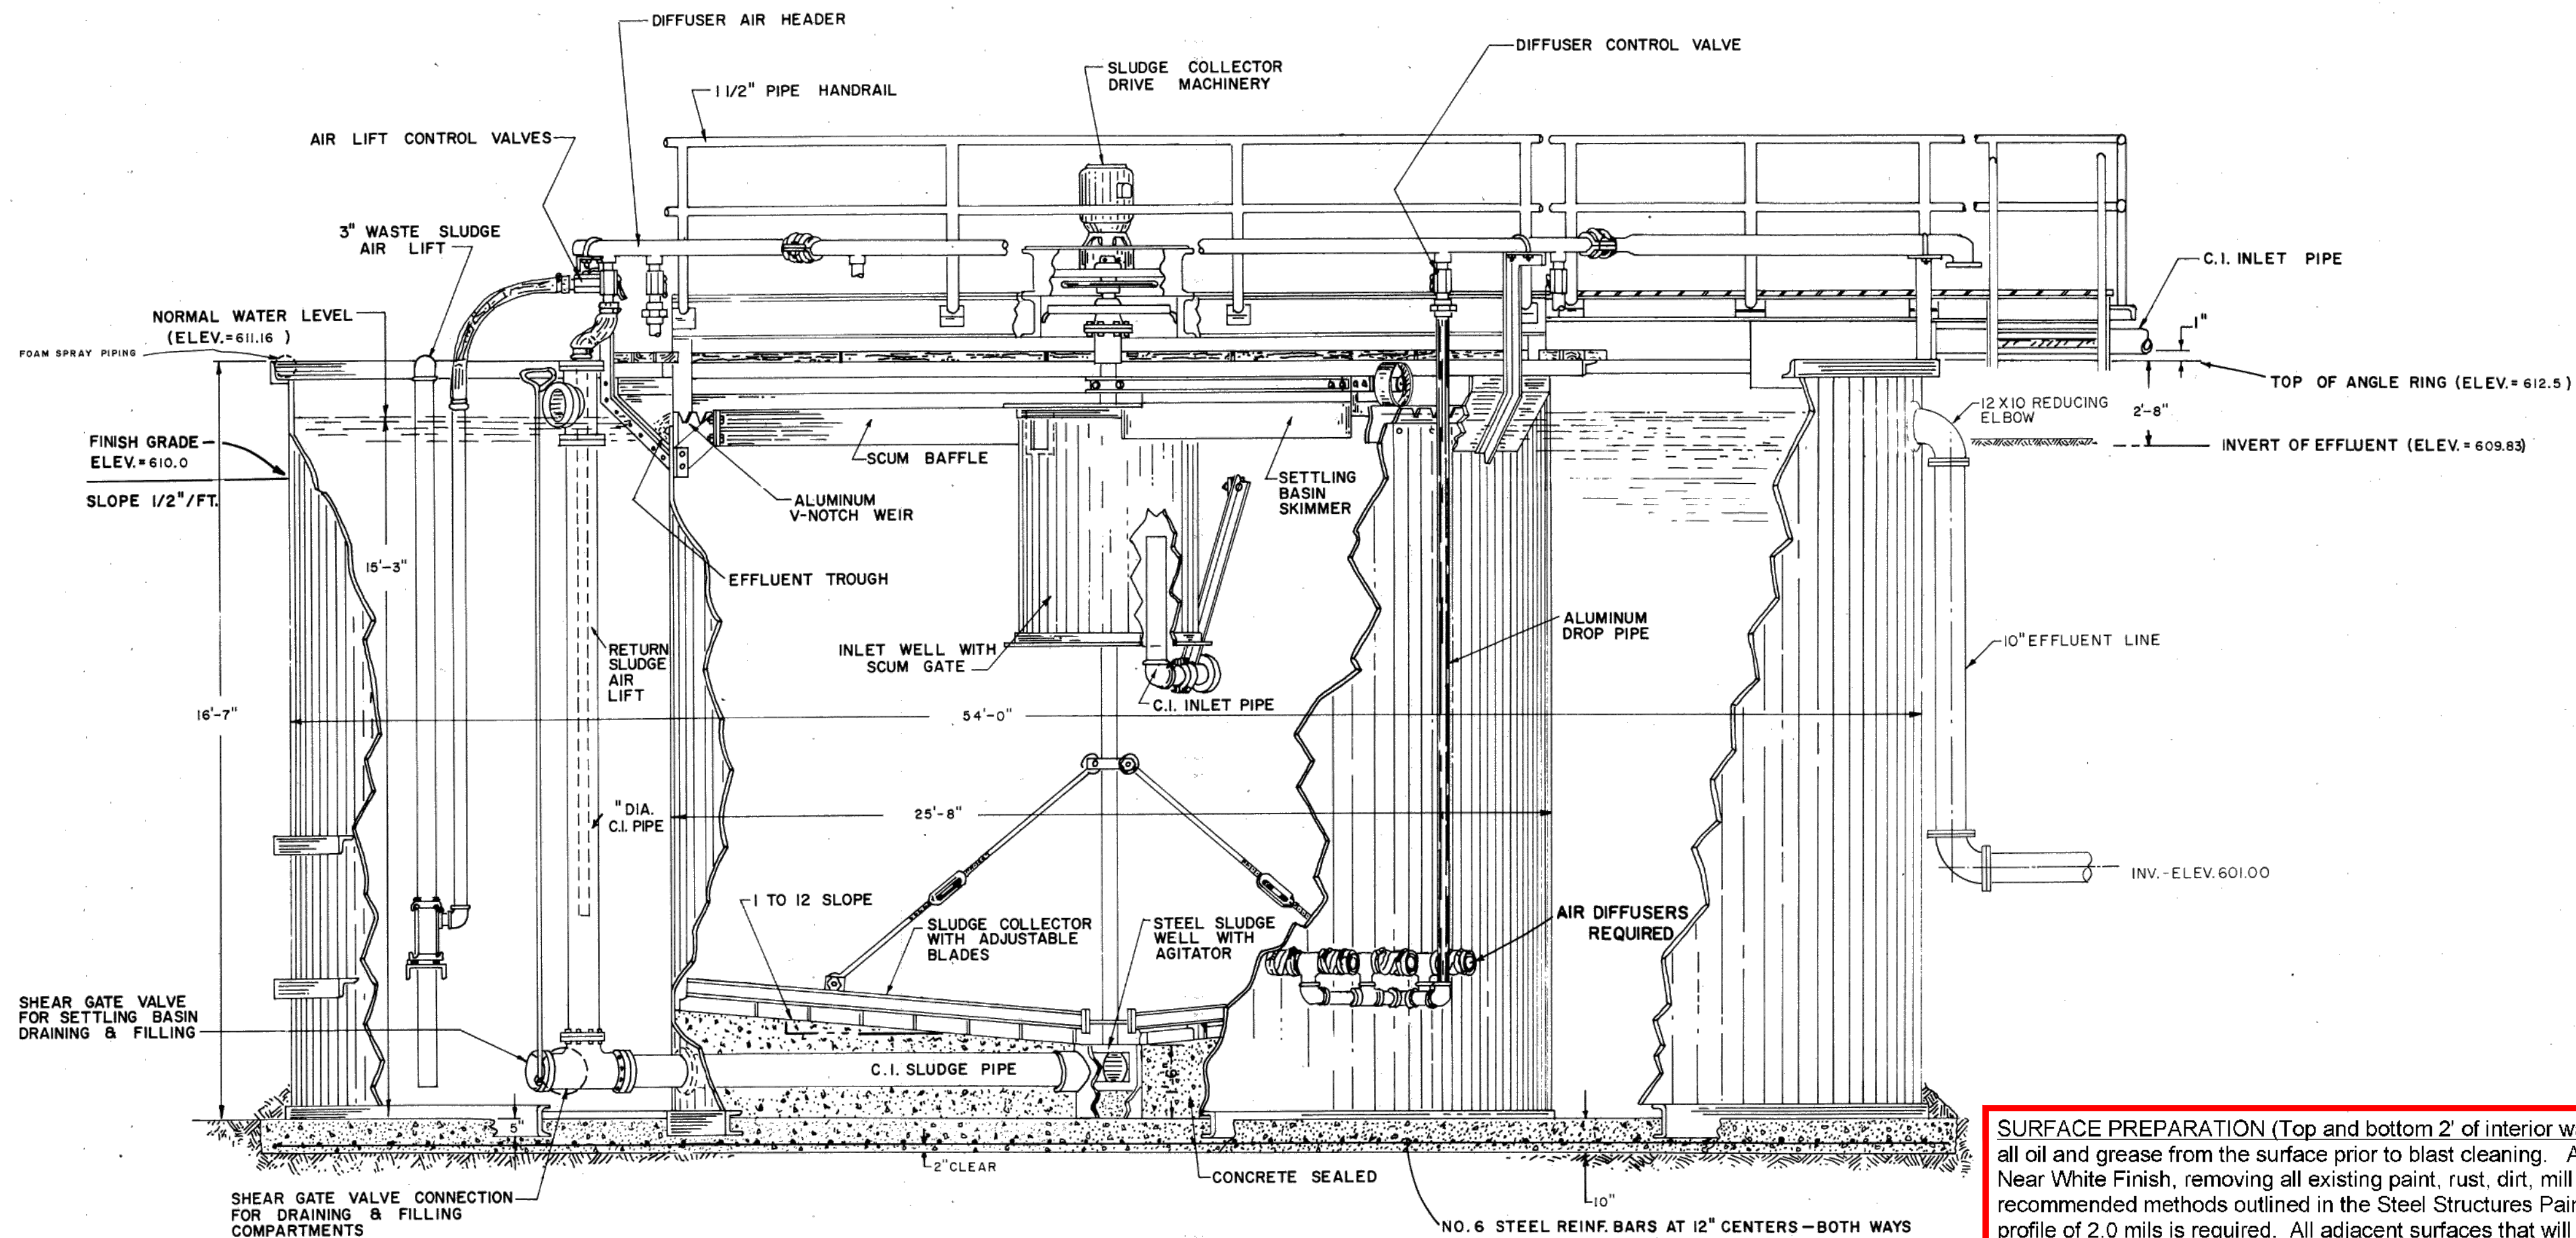 DIFFUSER AIR HEADER
DIFFUSER CONTROL VALVE
SLUDGE COLLECTOR
DRIVE MACHINERY
1 1/2" PIPE HANDRAIL
AIR LIFT CONTROL VALVES
3" WASTE SLUDGE
AIR LIFT
C.I. INLET PIPE
NORMAL WATER LEVEL
(ELEV.=611.16 )
1"
FOAM SPRAY PIPING
TOP OF ANGLE RING (ELEV.= 612.5)
12 X10 REDUCING
ELBOW
2'-8"
FINISH GRADE
ELEV.=610.0
INVERT OF EFFLUENT (ELEV. = 609.83)
SCUM BAFFLE
SLOPE 1/2"/FT.
ALUMINUM
V-NOTCH WEIR
SETTLING
BASIN
SKIMMER
15'-3"
EFFLUENT TROUGH
ALUMINUM
DROP PIPE
RETURN
SLUDGE
AIR
LIFT
INLET WELL WITH
SCUM GATE
10" EFFLUENT LINE
C.I. INLET PIPE
16'-7"
54'-0"
" DIA.
C.I. PIPE
25'-8"
INV.-ELEV. 601.00
1 TO 12 SLOPE
SLUDGE COLLECTOR
WITH ADJUSTABLE
BLADES
STEEL SLUDGE
WELL WITH
AGITATOR
AIR DIFFUSERS
REQUIRED
SHEAR GATE VALVE
FOR SETTLING BASIN
DRAINING & FILLING
C.I. SLUDGE PIPE
5"
2" CLEAR
CONCRETE SEALED
10"
SHEAR GATE VALVE CONNECTION
FOR DRAINING & FILLING
COMPARTMENTS
NO. 6 STEEL REINF. BARS AT 12" CENTERS—BOTH WAYS
SURFACE PREPARATION (Top and bottom 2' of interior
all oil and grease from the surface prior to blast cleaning.
Near White Finish, removing all existing paint, rust, dirt, mill
recommended methods outlined in the Steel Structures
profile of 2.0 mils is required. All adjacent surfaces that will